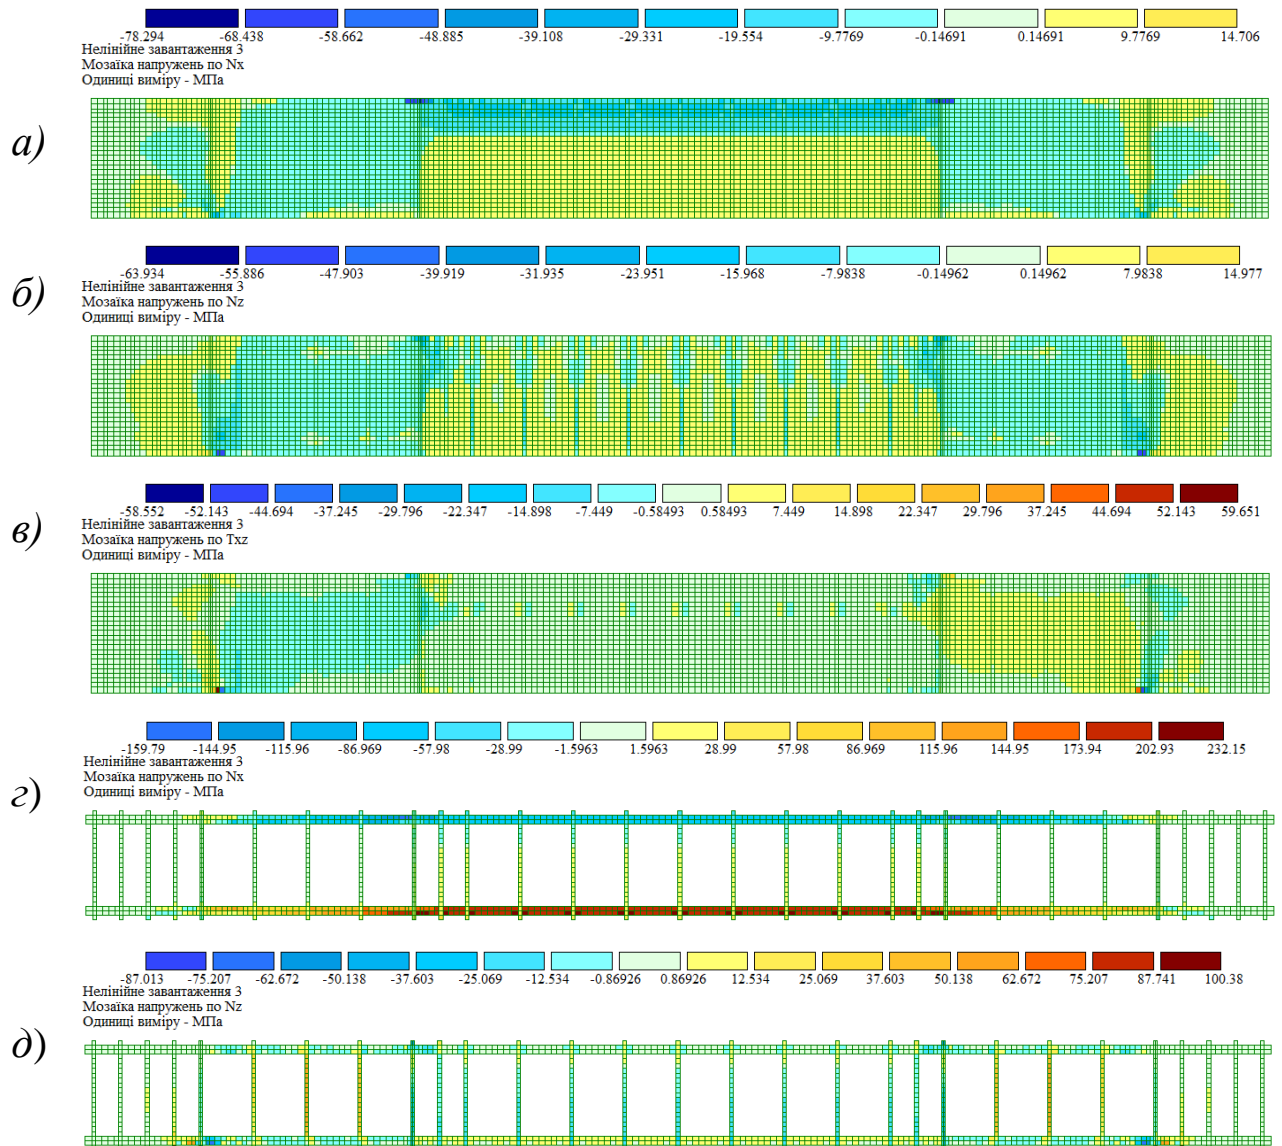 -78.294 -68.438 -58.662 -48.885 -39.108 -29.331 -19.554 -9.7769 -0.14691 0.14691 9.7769 14.706
Нелінійне завантаження 3
Мозаїка напружень по Nx
Одиниці виміру - МПа
а)
-63.934 -55.886 -47.903 -39.919 -31.935 -23.951 -15.968 -7.9838 -0.14962 0.14962 7.9838 14.977
Нелінійне завантаження 3
Мозаїка напружень по Nz
Одиниці виміру - МПа
б)
-58.552 -52.143 -44.694 -37.245 -29.796 -22.347 -14.898 -7.449 -0.58493 0.58493 7.449 14.898 22.347 29.796 37.245 44.694 52.143 59.651
Нелінійне завантаження 3
Мозаїка напружень по Txz
Одиниці виміру - МПа
в)
-159.79 -144.95 -115.96 -86.969 -57.98 -28.99 -1.5963 1.5963 28.99 57.98 86.969 115.96 144.95 173.94 202.93 232.15
Нелінійне завантаження 3
Мозаїка напружень по Nx
Одиниці виміру - МПа
г)
-87.013 -75.207 -62.672 -50.138 -37.603 -25.069 -12.534 -0.86926 0.86926 12.534 25.069 37.603 50.138 62.672 75.207 87.741 100.38
Нелінійне завантаження 3
Мозаїка напружень по Nz
Одиниці виміру - МПа
д)